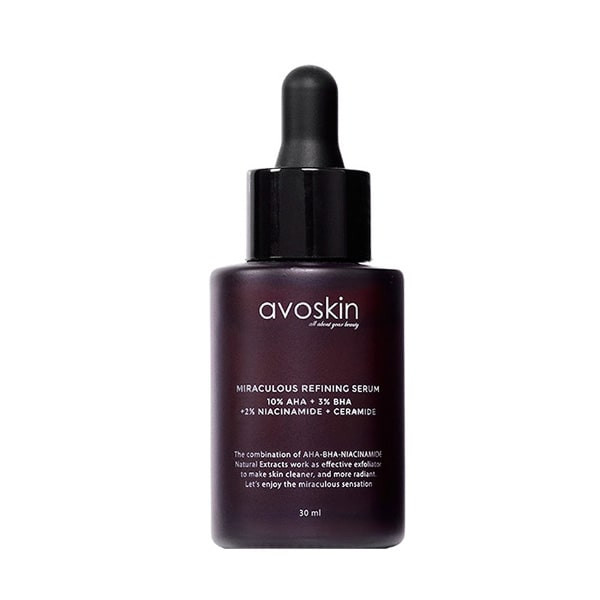 avoskin
all about your beauty
MIRACULOUS REFINING SERUM
10% AHA + 3% BHA
+2% NIACINAMIDE + CERAMIDE
The combination of AHA-BHA-NIACINAMIDE
Natural Extracts work as effective exfoliator
to make skin cleaner, and more radiant.
Let's enjoy the miraculous sensation
30 ml